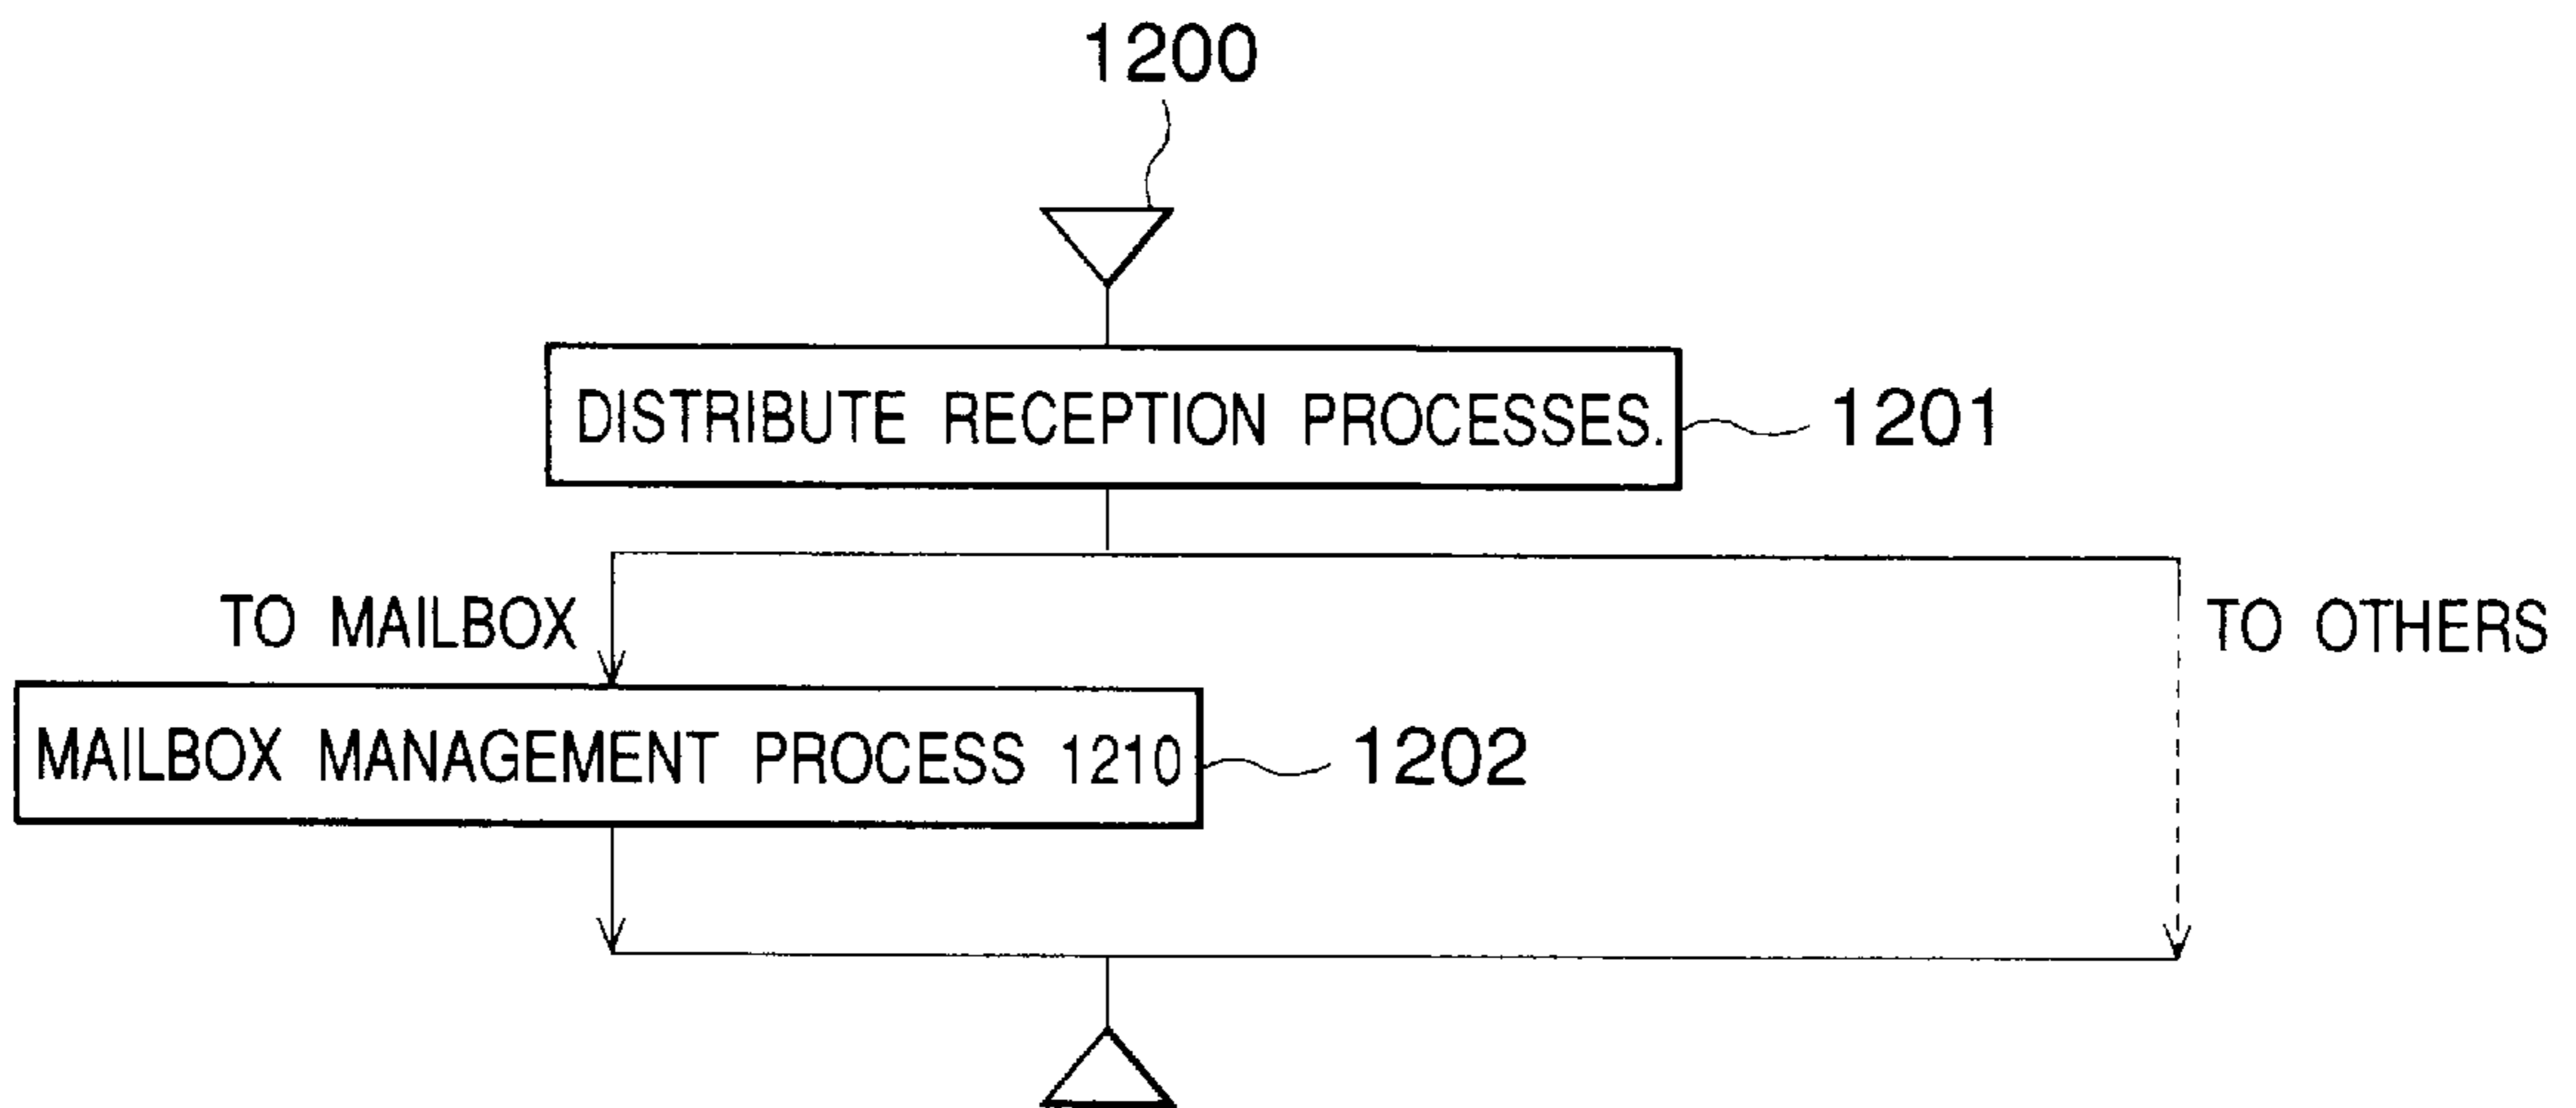 1200
DISTRIBUTE RECEPTION PROCESSES.
1201
TO MAILBOX
TO OTHERS
MAILBOX MANAGEMENT PROCESS 1210
1202